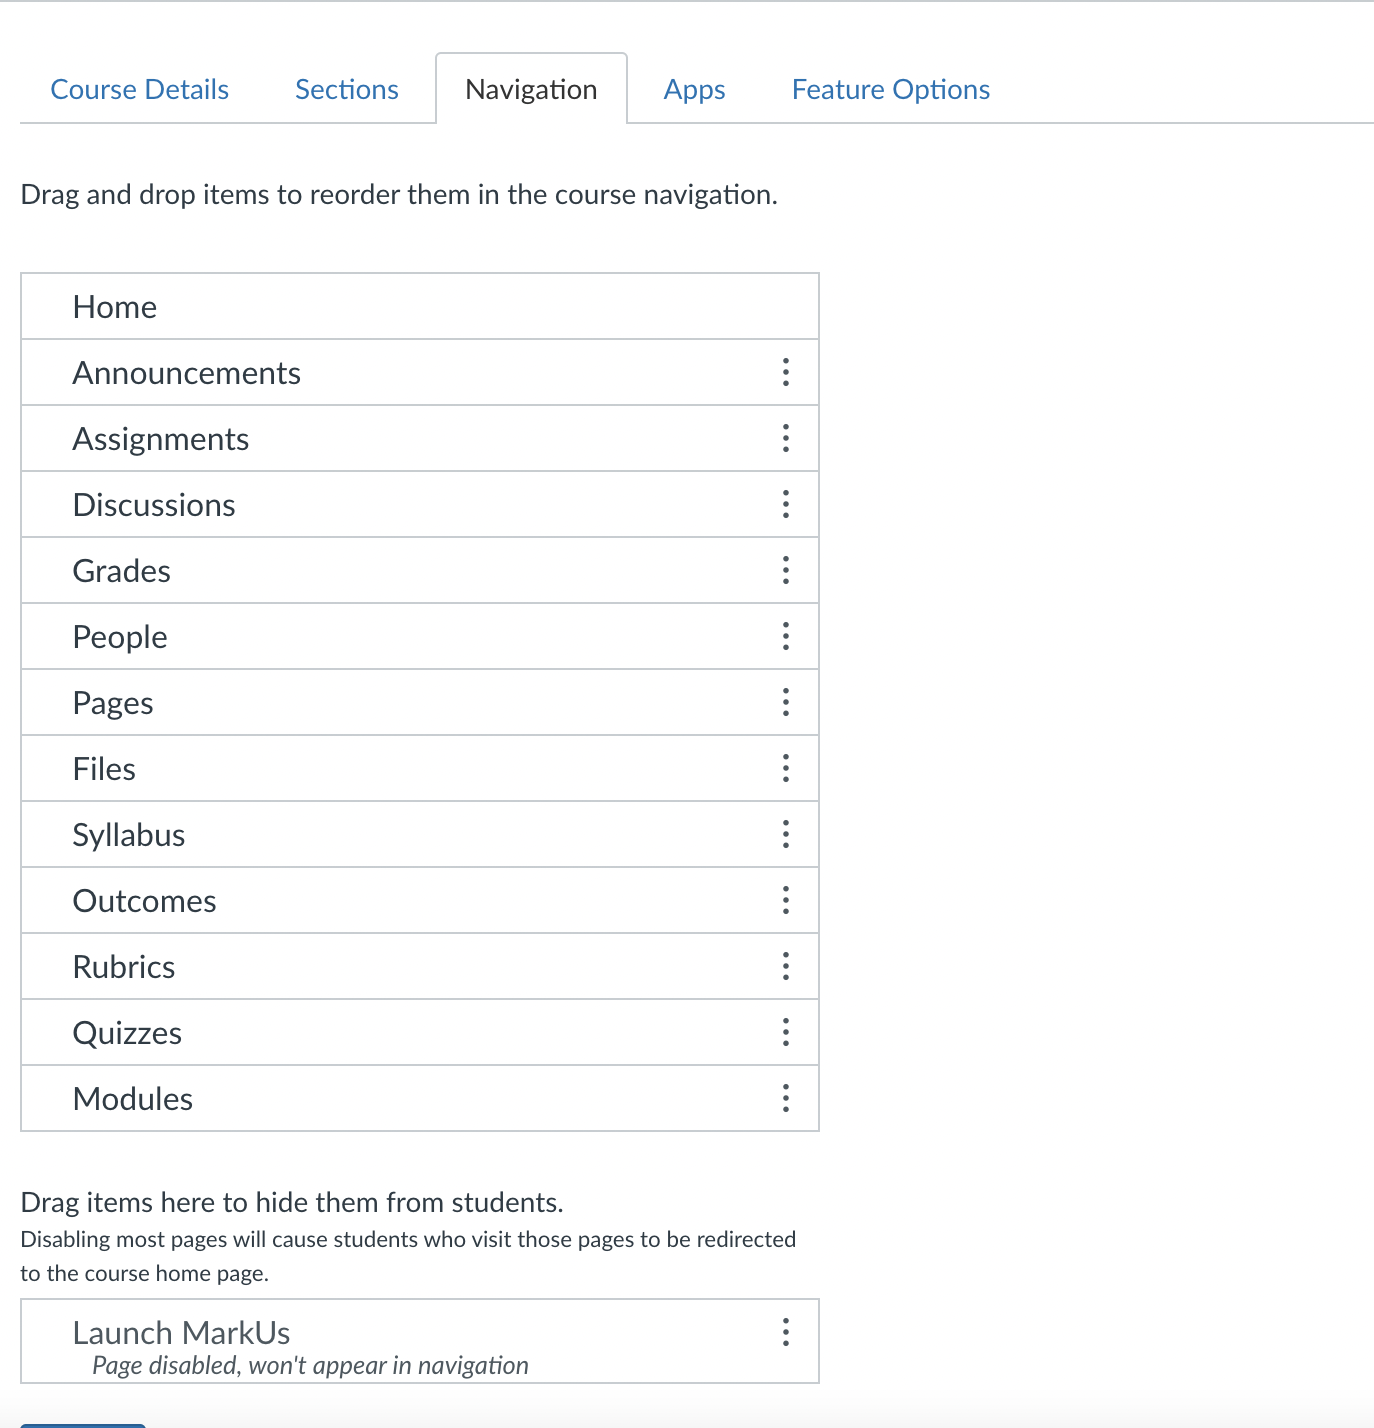 Course Details Sections Navigation Apps Feature Options
Drag and drop items to reorder them in the course navigation.
Home
Announcements
Assignments
Discussions
Grades
People
Pages
Files
Syllabus
Outcomes
Rubrics
Quizzes
Modules
Drag items here to hide them from students.
Disabling most pages will cause students who visit those pages to be redirected
to the course home page.
Launch MarkUs
Page disabled, won't appear in navigation